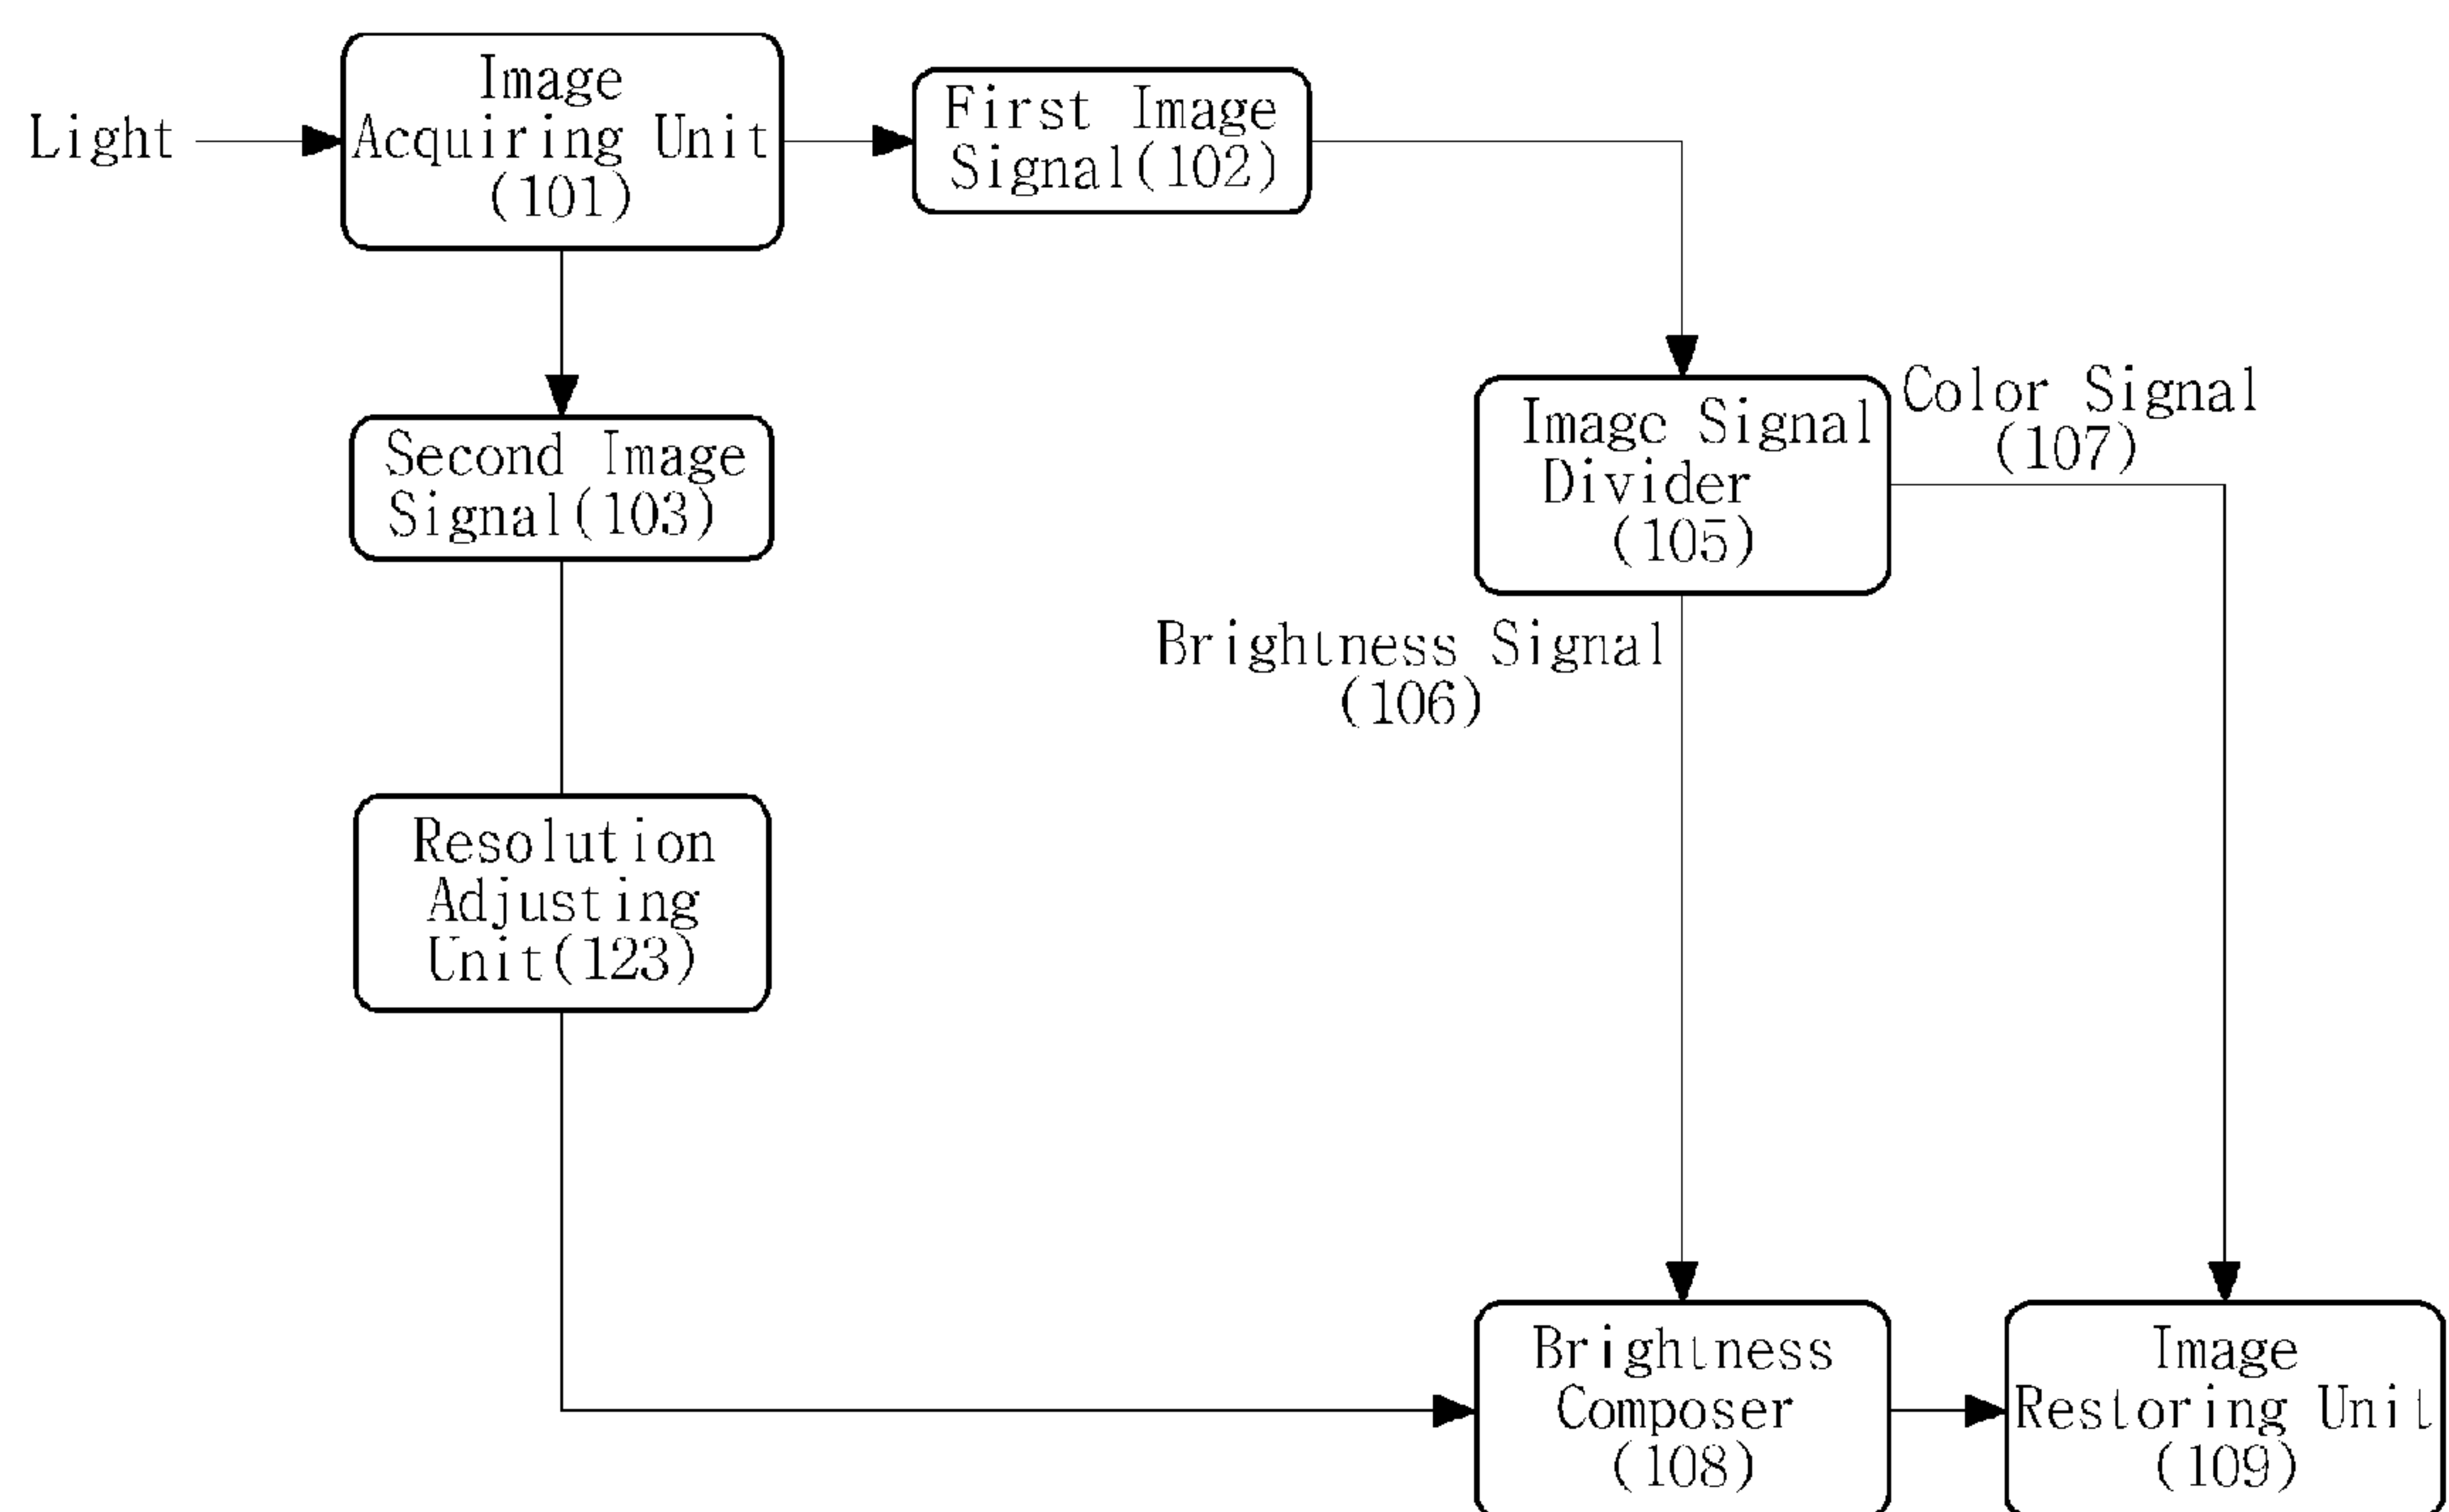 Light
Image
Acquiring Unit
(101)
First Image
Signal(102)
Second Image
Signal(103)
Image Signal
Divider
(105)
Color Signal
(107)
Brightness Signal
(106)
Resolution
Adjusting
Unit(123)
Brightness
Composer
(108)
Image
Restoring Unit
(109)